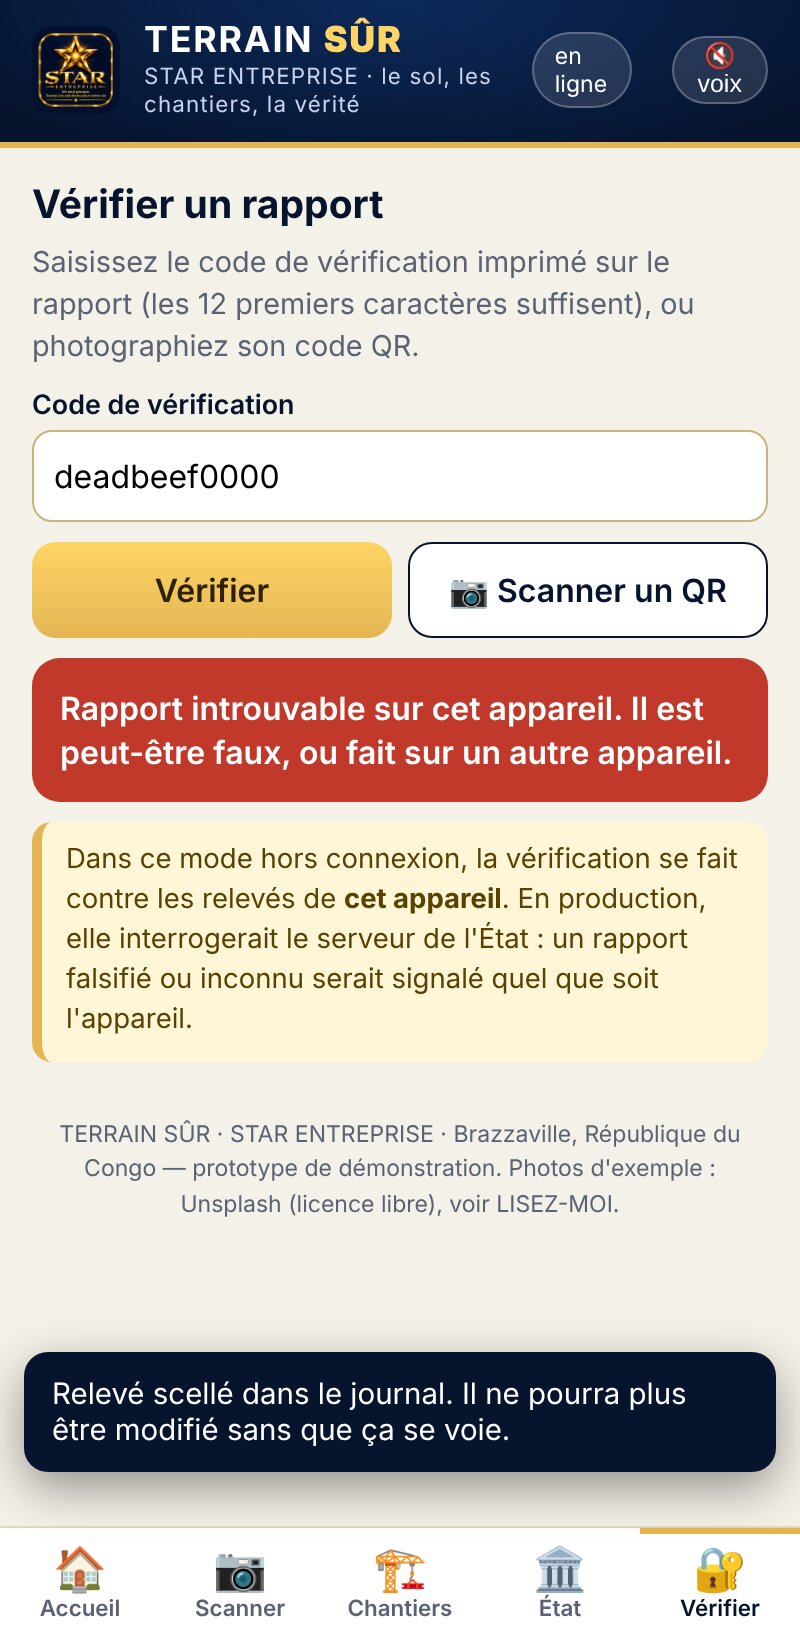 TERRAIN SÛR
STAR ENTREPRISE · le sol, les
chantiers, la vérité
STAR
ENTREPRISE
en
ligne
voix
Vérifier un rapport
Saisissez le code de vérification imprimé sur le
rapport (les 12 premiers caractères suffisent), ou
photographiez son code QR.
Code de vérification
deadbeef0000
Vérifier
Scanner un QR
Rapport introuvable sur cet appareil. Il est
peut-être faux, ou fait sur un autre appareil.
Dans ce mode hors connexion, la vérification se fait
contre les relevés de cet appareil. En production,
elle interrogerait le serveur de l'État : un rapport
falsifié ou inconnu serait signalé quel que soit
l'appareil.
TERRAIN SÛR · STAR ENTREPRISE · Brazzaville, République du
Congo — prototype de démonstration. Photos d'exemple :
Unsplash (licence libre), voir LISEZ-MOI.
Relevé scellé dans le journal. Il ne pourra plus
être modifié sans que ça se voie.
Accueil
Scanner
Chantiers
État
Vérifier